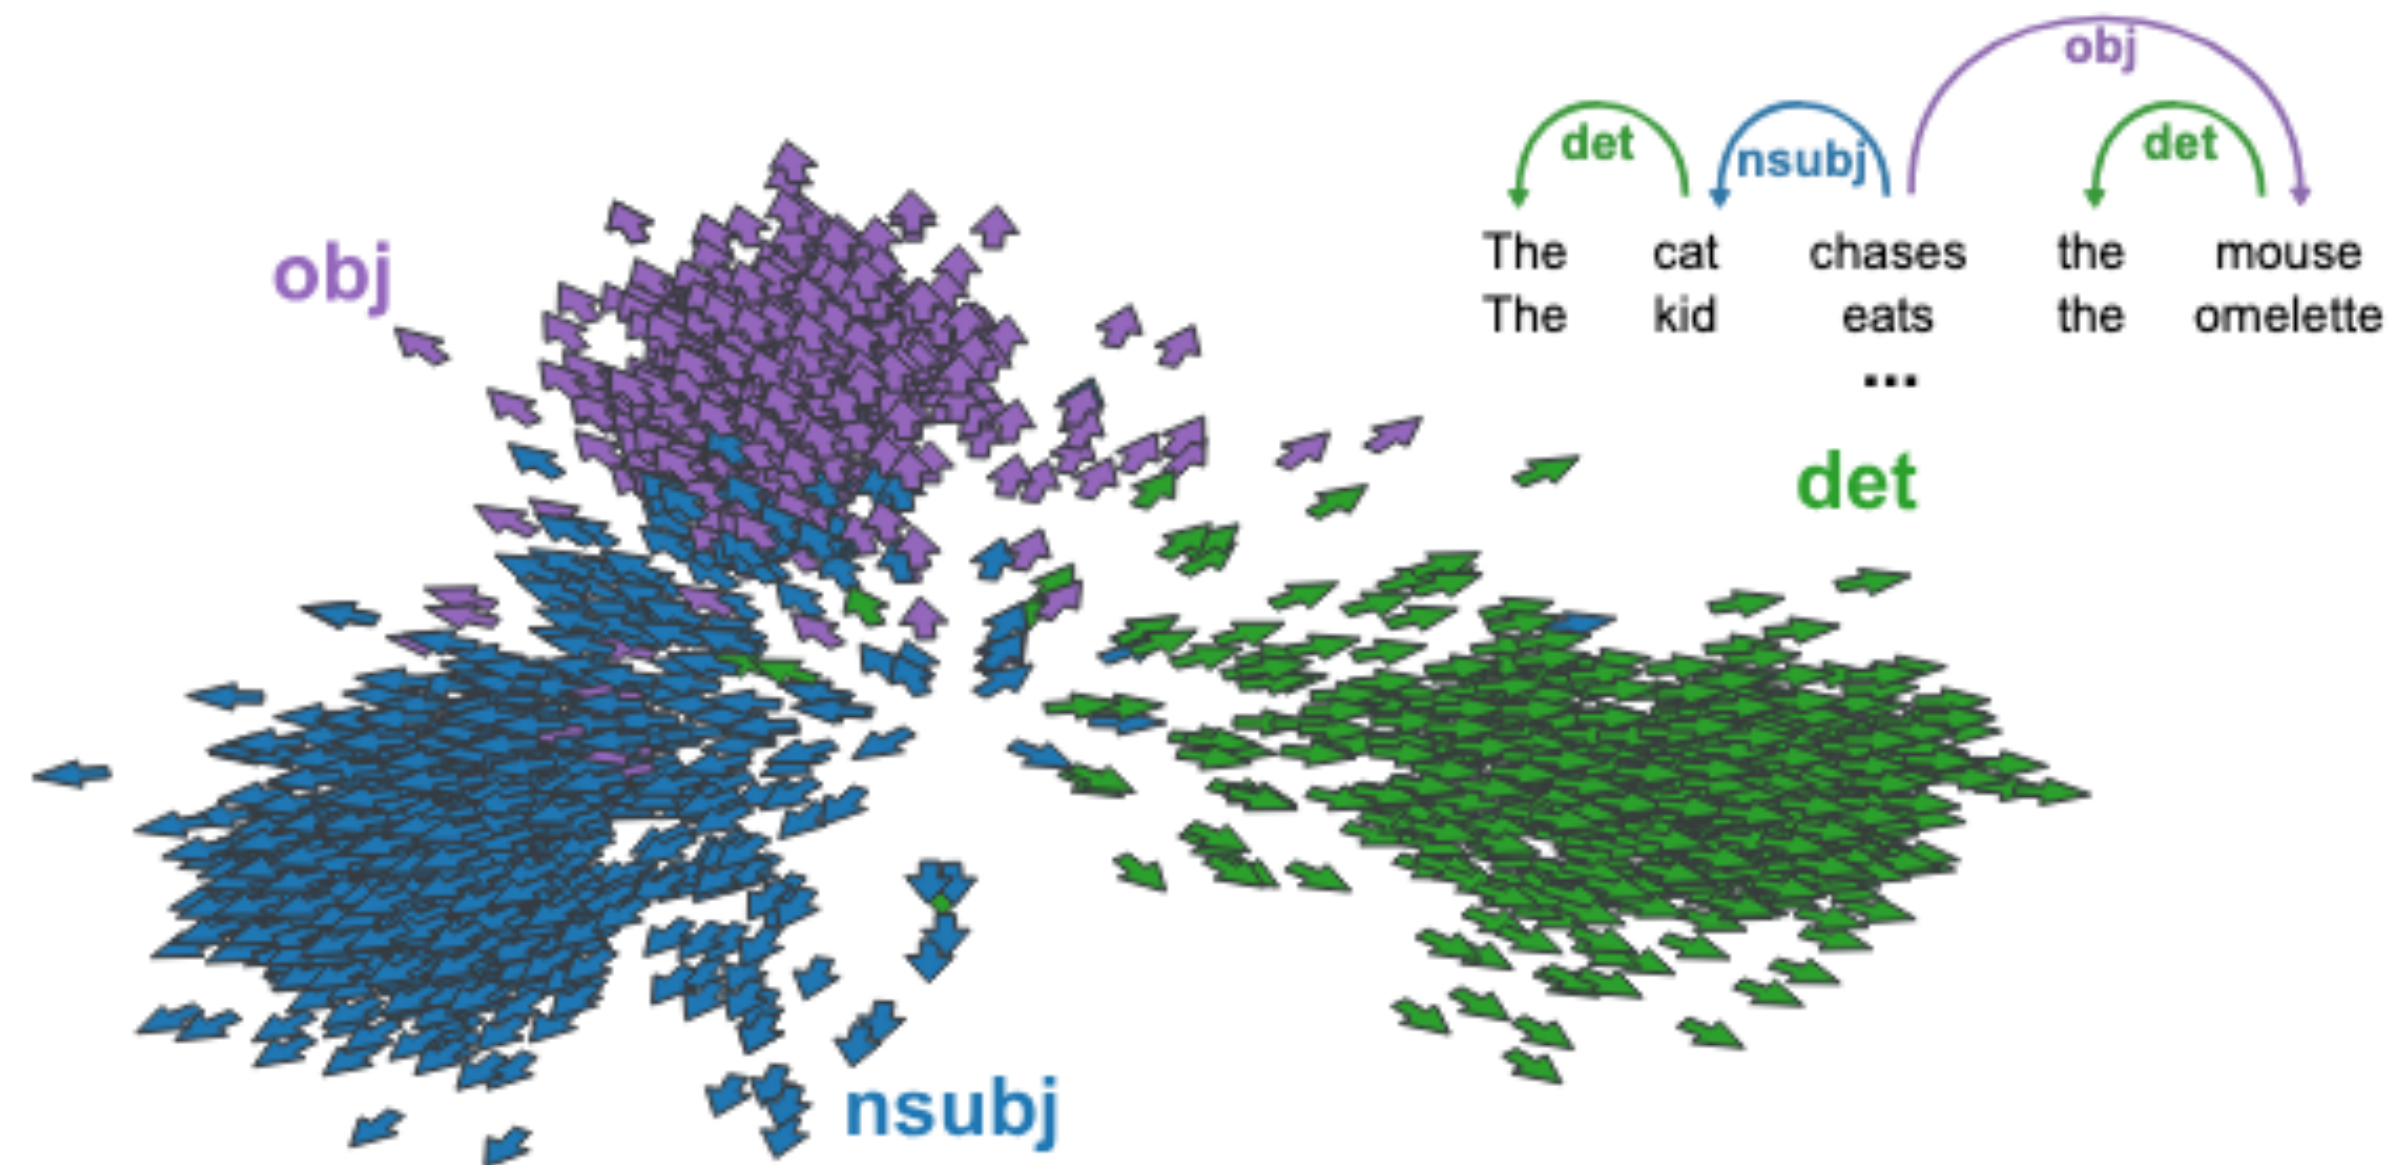 obj
det nsubj det
The cat chases the mouse
The kid eats the omelette
...
obj
det
nsubj